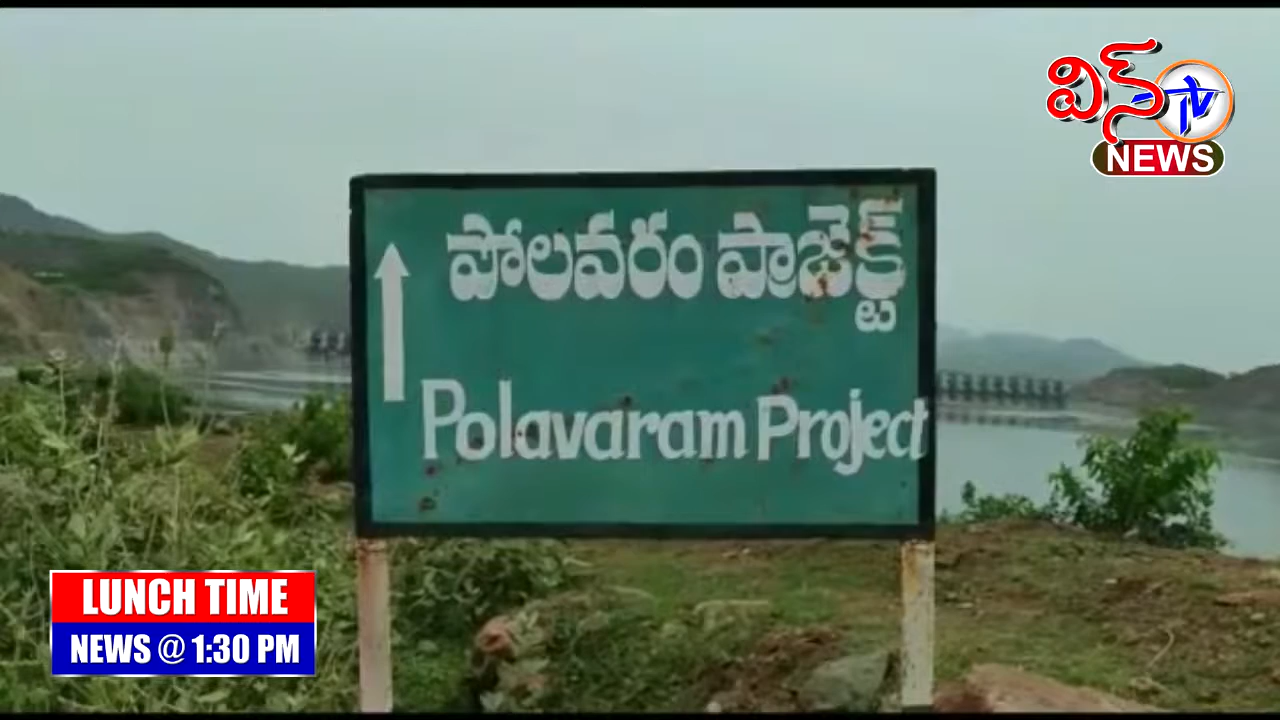 విన్ TV
NEWS
పోలవరం ప్రాజెక్ట్
Polavaram Project
LUNCH TIME
NEWS @ 1:30 PM